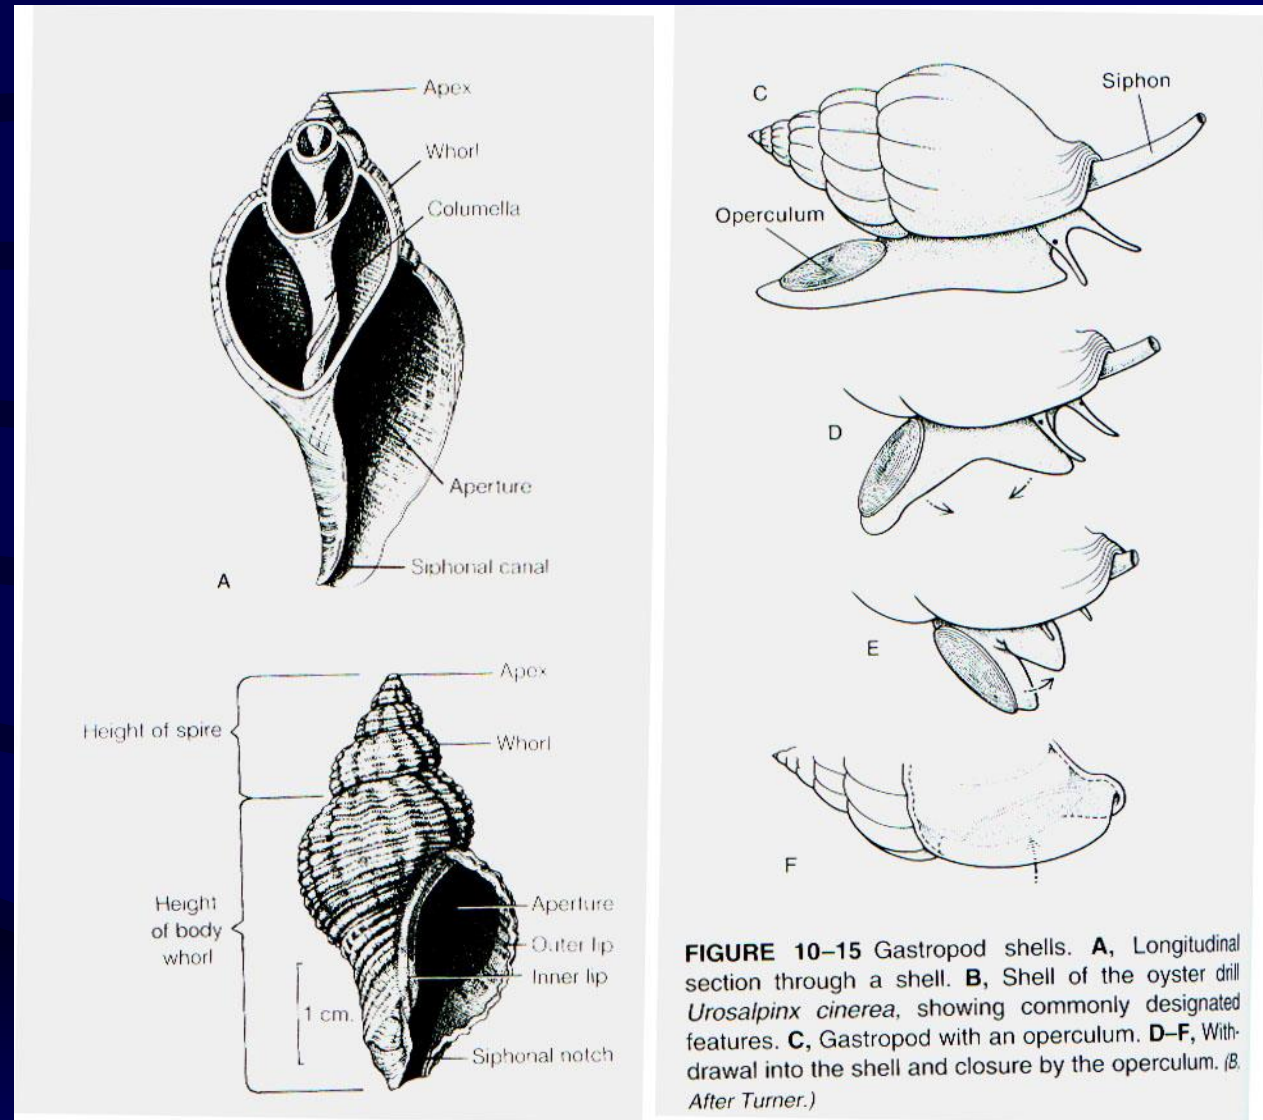 Apex
Whorl
Columella
Aperture
Siphonal canal
A
Apex
Height of spire
Whorl
Height
of body
whorl
Aperture
Outer lip
Inner lip
1 cm.
Siphonal notch
C
Siphon
Operculum
D
E
F
FIGURE 10–15 Gastropod shells. A, Longitudinal
section through a shell. B, Shell of the oyster drill
Urosalpinx cinerea, showing commonly designated
features. C, Gastropod with an operculum. D–F, With-
drawal into the shell and closure by the operculum. (B.
After Turner.)